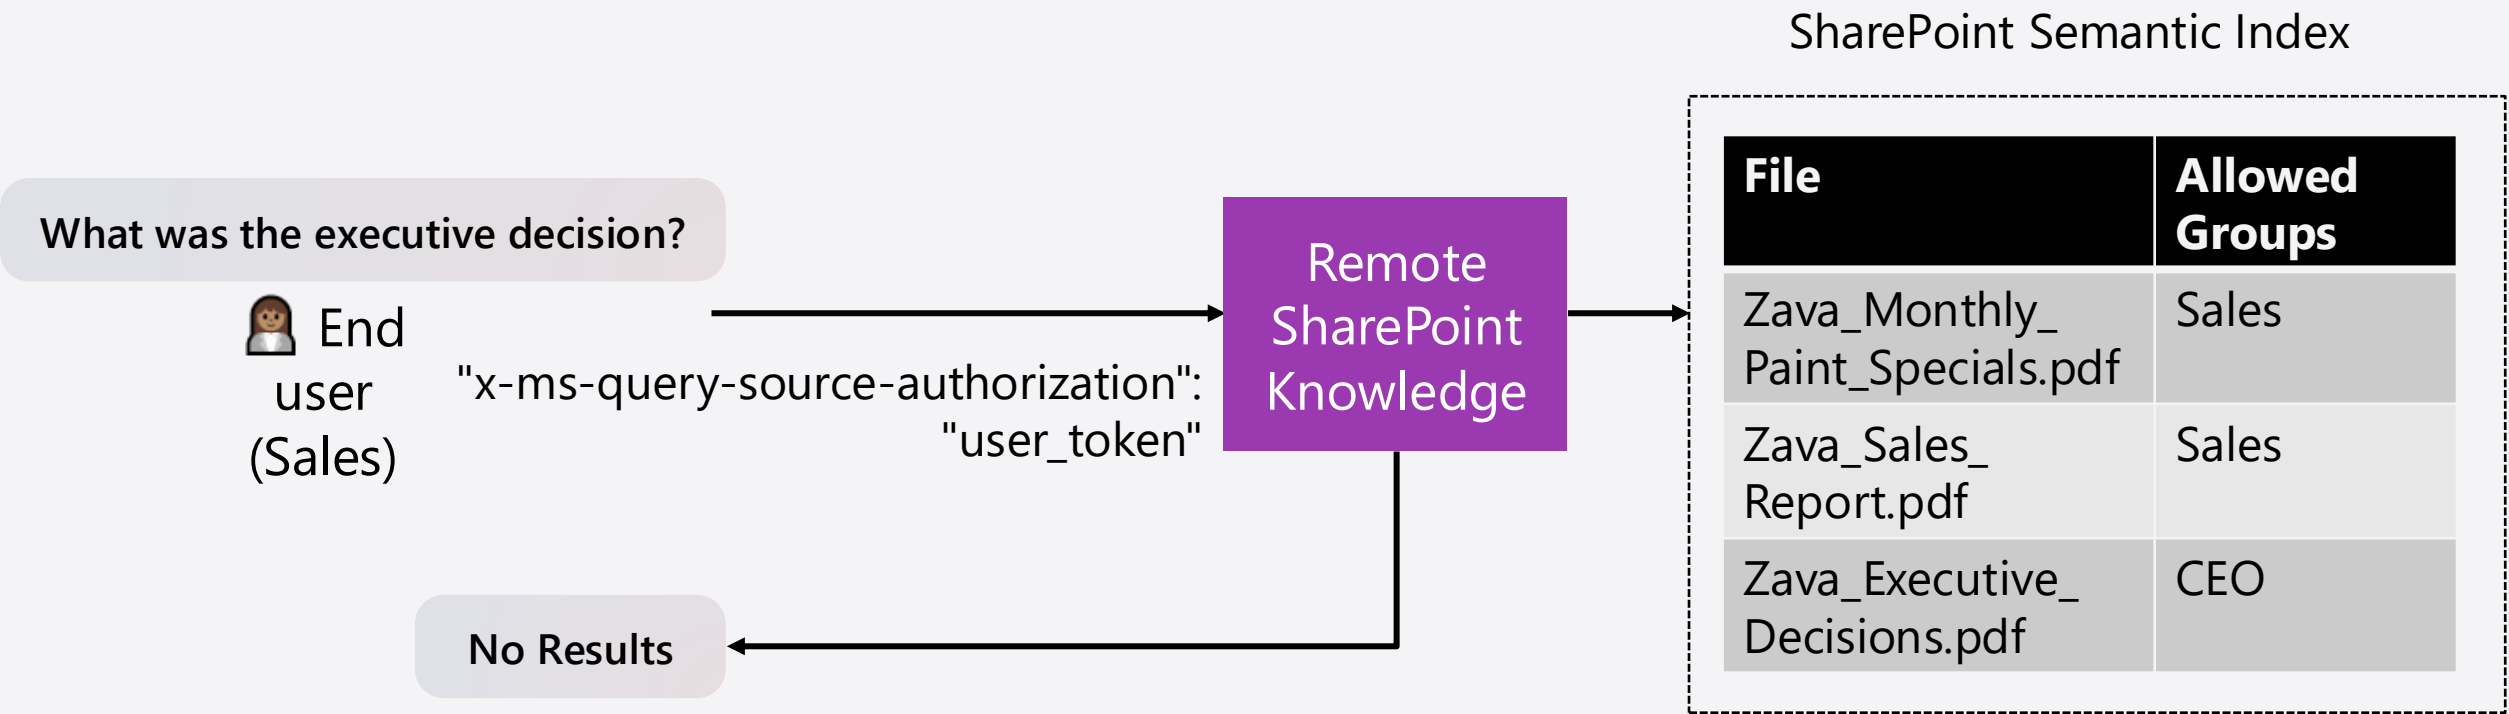 SharePoint Semantic Index
What was the executive decision?
End
user
(Sales)
"x-ms-query-source-authorization":
"user_token"
Remote
SharePoint
Knowledge
No Results
File
Allowed
Groups
Zava_Monthly_
Paint_Specials.pdf
Sales
Zava_Sales_
Report.pdf
Sales
Zava_Executive_
Decisions.pdf
CEO